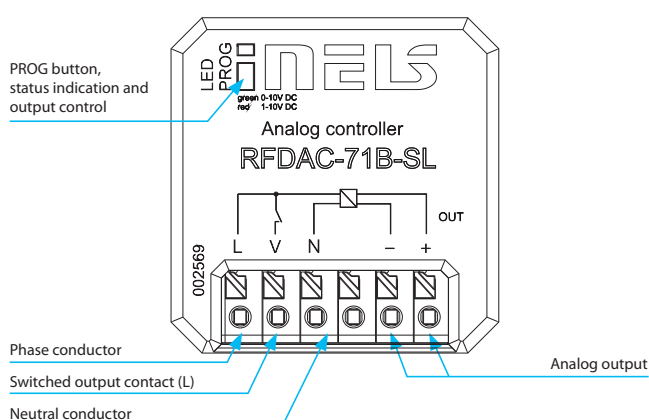 PROG button,
status indication and
output control
LED
PROG
NELS
green 0-10V DC
red 1-10V DC
Analog controller
RFDAC-71B-SL
OUT
L V N – +
002569
Phase conductor
Switched output contact (L)
Neutral conductor
Analog output